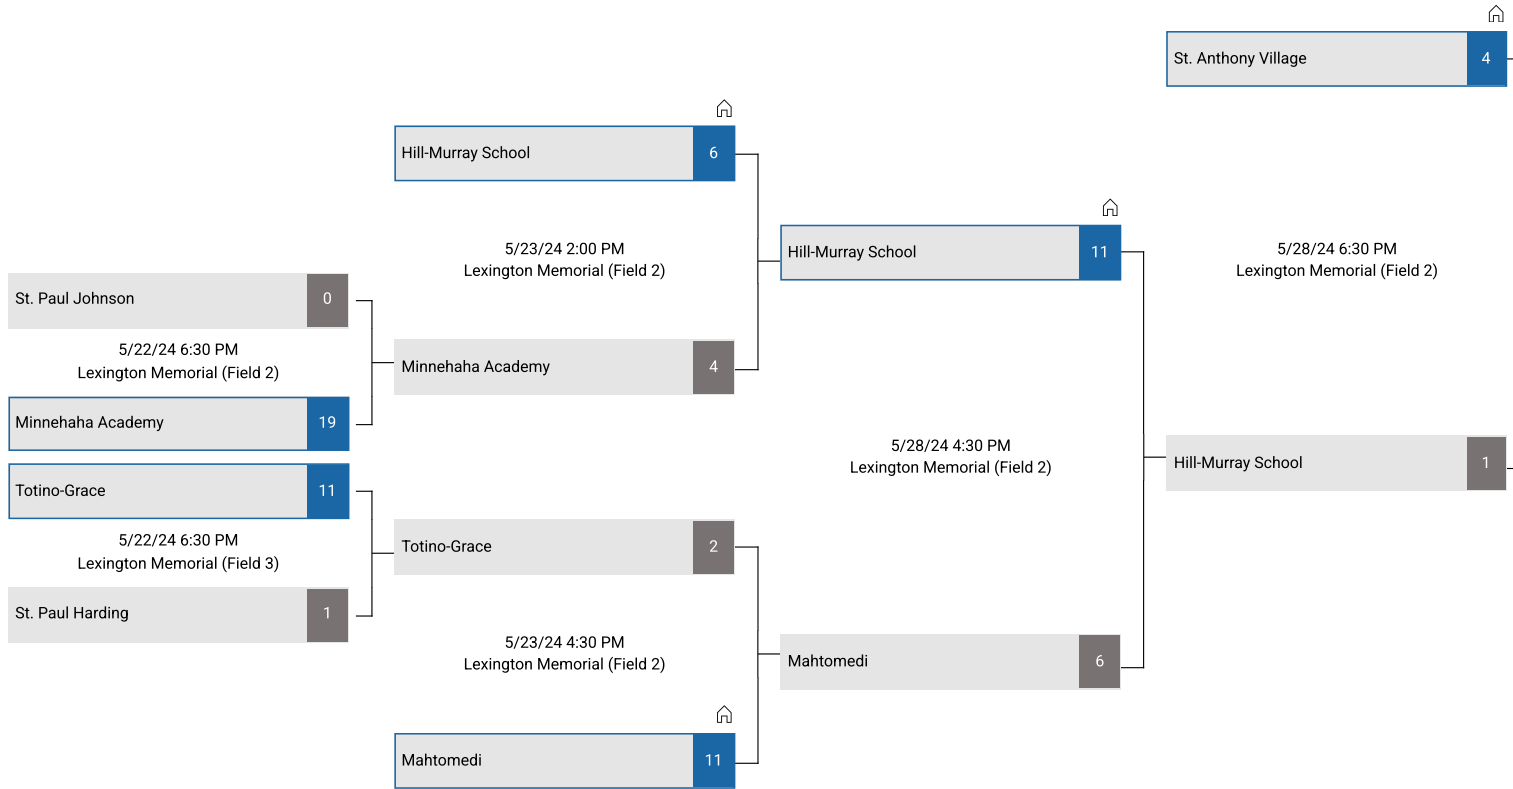 St. Paul Johnson
0
5/22/24 6:30 PM
Lexington Memorial (Field 2)
Minnehaha Academy
19
Totino-Grace
11
5/22/24 6:30 PM
Lexington Memorial (Field 3)
St. Paul Harding
1
Hill-Murray School
6
5/23/24 2:00 PM
Lexington Memorial (Field 2)
Minnehaha Academy
4
Totino-Grace
2
5/23/24 4:30 PM
Lexington Memorial (Field 2)
Mahtomedi
11
Hill-Murray School
11
5/28/24 4:30 PM
Lexington Memorial (Field 2)
Mahtomedi
6
St. Anthony Village
4
5/28/24 6:30 PM
Lexington Memorial (Field 2)
Hill-Murray School
1